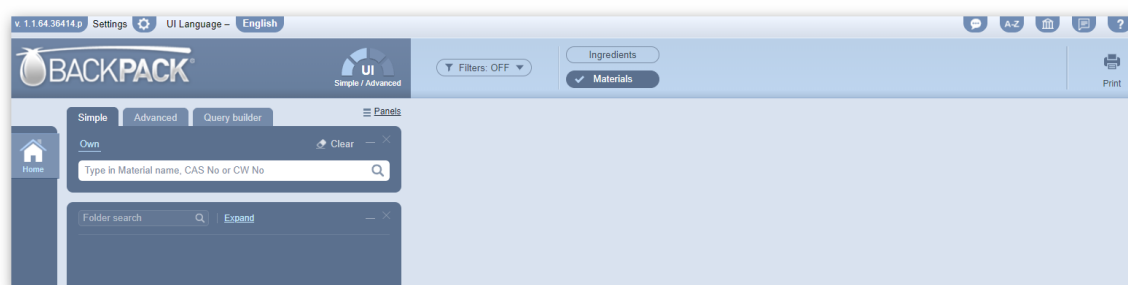 v. 1.1.64.36414.p Settings UI Language – English A-Z ?
BACKPACK
UI
Simple / Advanced
Filters: OFF
Ingredients
Materials
Print
Simple Advanced Query builder Panels
Home
Own Clear
Type in Material name, CAS No or CW No
Folder search Expand